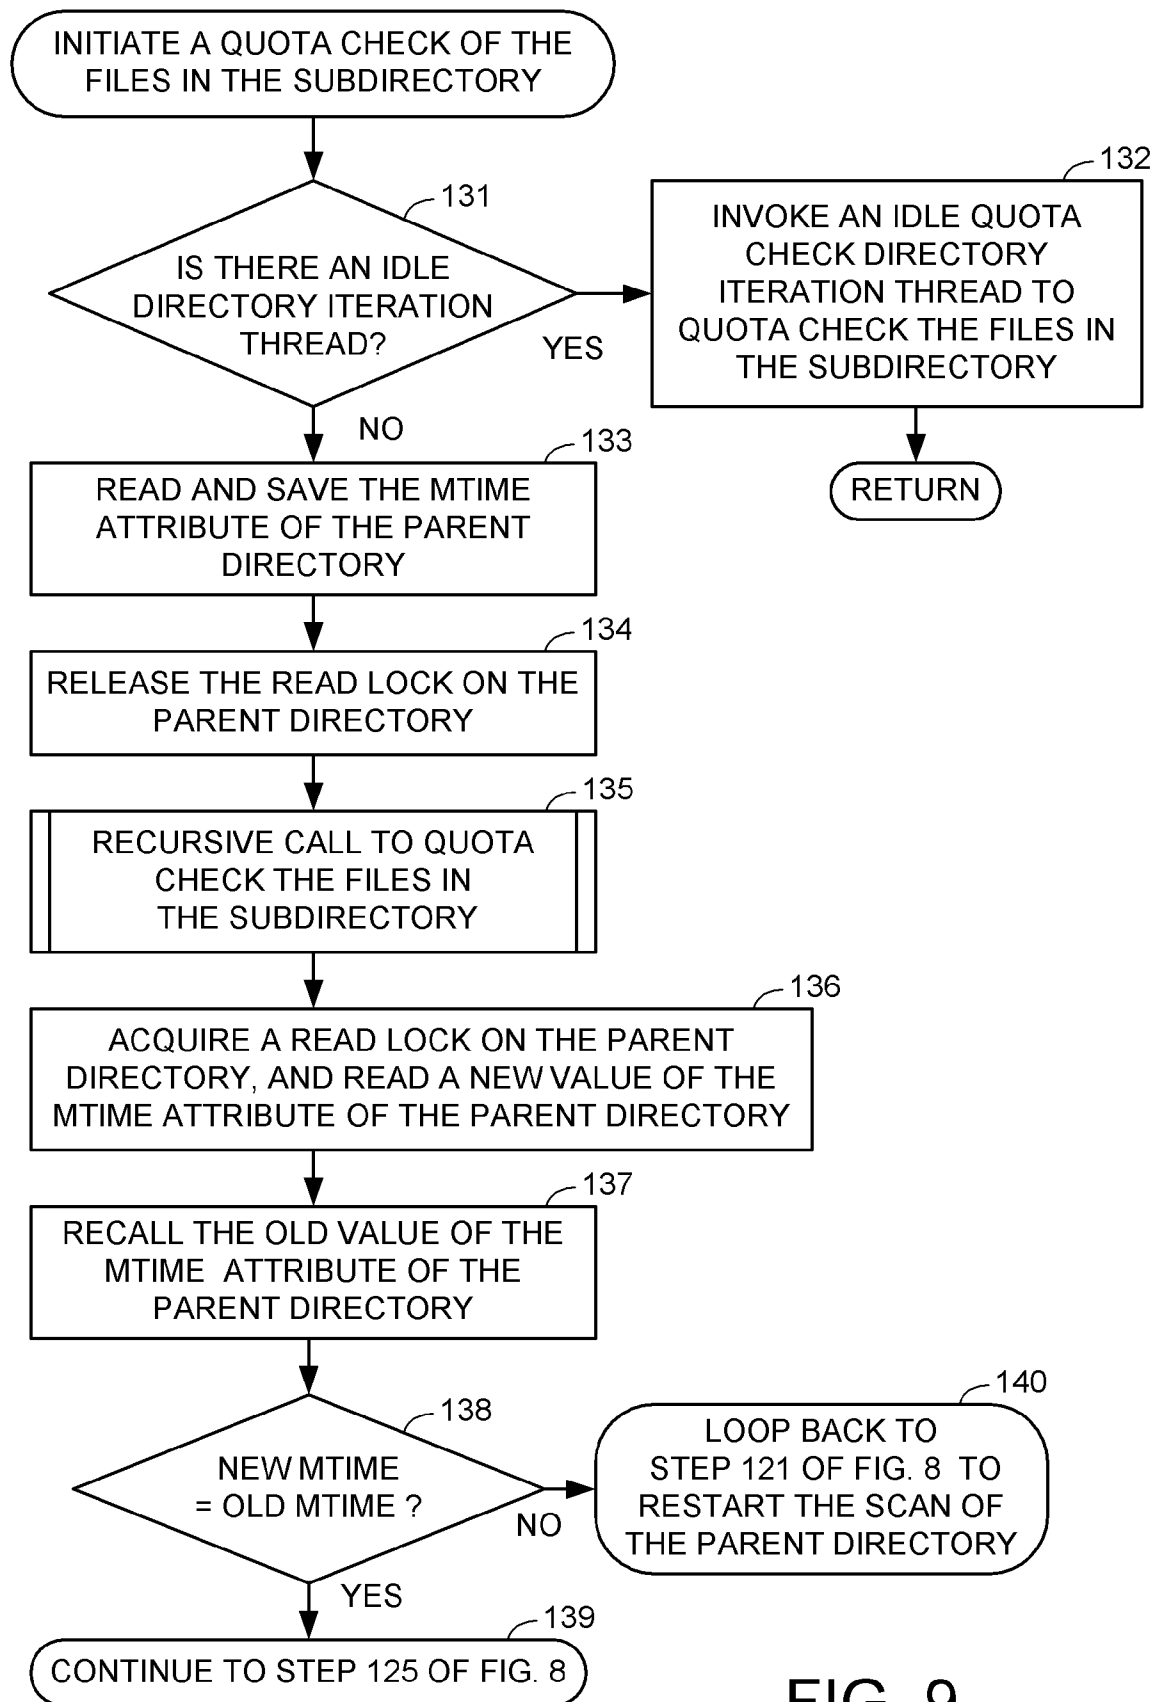 INITIATE A QUOTA CHECK OF THE
FILES IN THE SUBDIRECTORY
131
IS THERE AN IDLE
DIRECTORY ITERATION
THREAD?
YES
NO
132
INVOKE AN IDLE QUOTA
CHECK DIRECTORY
ITERATION THREAD TO
QUOTA CHECK THE FILES IN
THE SUBDIRECTORY
RETURN
133
READ AND SAVE THE MTIME
ATTRIBUTE OF THE PARENT
DIRECTORY
134
RELEASE THE READ LOCK ON THE
PARENT DIRECTORY
135
RECURSIVE CALL TO QUOTA
CHECK THE FILES IN
THE SUBDIRECTORY
136
ACQUIRE A READ LOCK ON THE PARENT
DIRECTORY, AND READ A NEW VALUE OF THE
MTIME ATTRIBUTE OF THE PARENT DIRECTORY
137
RECALL THE OLD VALUE OF THE
MTIME ATTRIBUTE OF THE
PARENT DIRECTORY
138
NEW MTIME
= OLD MTIME ?
NO
YES
140
LOOP BACK TO
STEP 121 OF FIG. 8 TO
RESTART THE SCAN OF
THE PARENT DIRECTORY
139
CONTINUE TO STEP 125 OF FIG. 8
FIG. 9